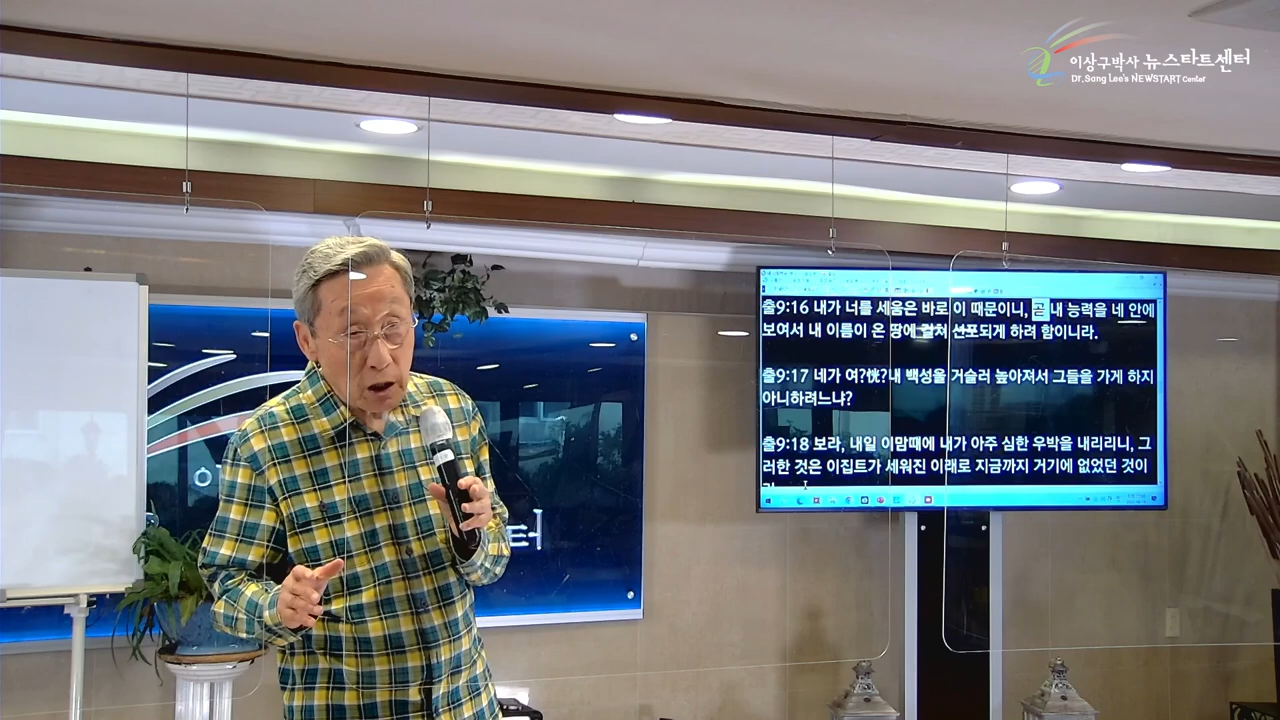 이상구박사 뉴스타트센터
Dr. Sang Lee's NEWSTART Center
출9:16 내가 너를 세움은 바로 이 때문이니, 곧 내 능력을 네 안에
보여서 내 이름이 온 땅에 걸쳐 선포되게 하려 함이니라.
출9:17 네가 여?恍?내 백성을 거슬러 높아져서 그들을 가게 하지
아니하려느냐?
출9:18 보라, 내일 이맘때에 내가 아주 심한 우박을 내리리니, 그
러한 것은 이집트가 세워진 이래로 지금까지 거기에 없었던 것이
터